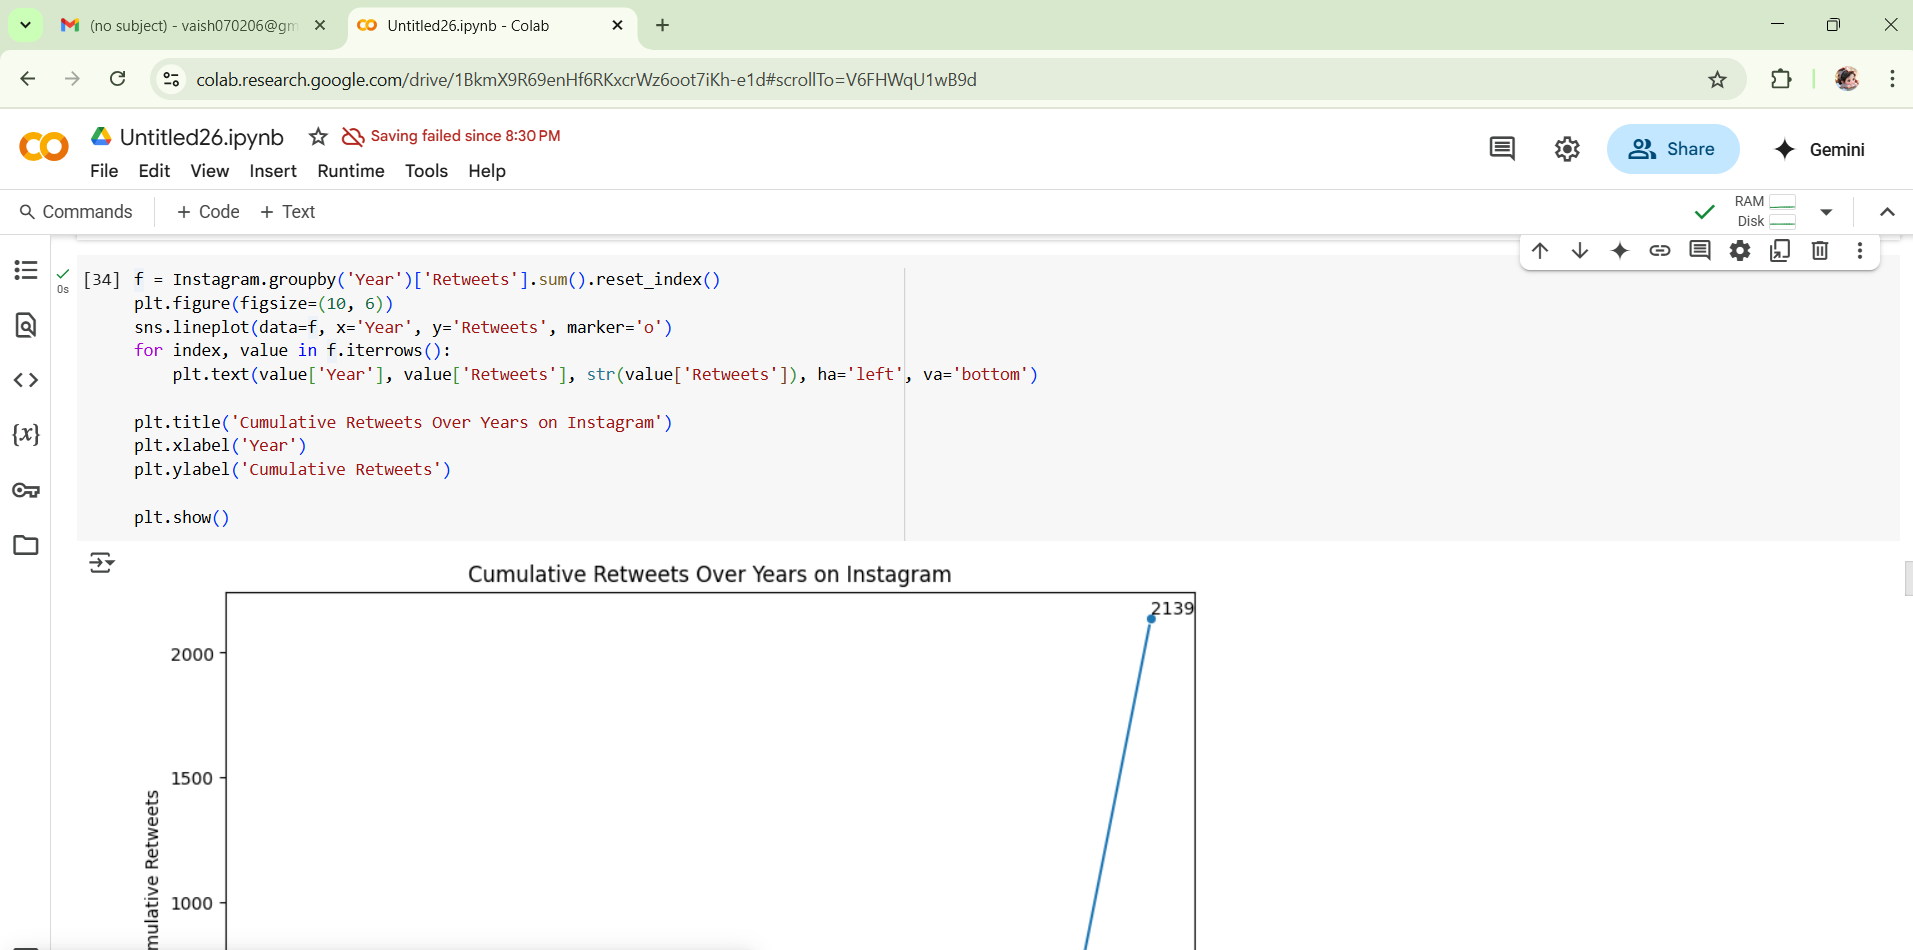 (no subject) - vaish070206@gm
Untitled26.ipynb - Colab
colab.research.google.com/drive/1BkmX9R69enHf6RKxcrWz6oot7iKh-e1d#scrollTo=V6FHWqU1wB9d
Untitled26.ipynb
Saving failed since 8:30 PM
File Edit View Insert Runtime Tools Help
Share
Gemini
Commands + Code + Text
RAM
Disk
[34] f = Instagram.groupby('Year')['Retweets'].sum().reset_index()
0s
plt.figure(figsize=(10, 6))
sns.lineplot(data=f, x='Year', y='Retweets', marker='o')
for index, value in f.iterrows():
    plt.text(value['Year'], value['Retweets'], str(value['Retweets']), ha='left', va='bottom')
plt.title('Cumulative Retweets Over Years on Instagram')
plt.xlabel('Year')
plt.ylabel('Cumulative Retweets')
plt.show()
Cumulative Retweets Over Years on Instagram
2139
2000
1500
1000
mulative Retweets